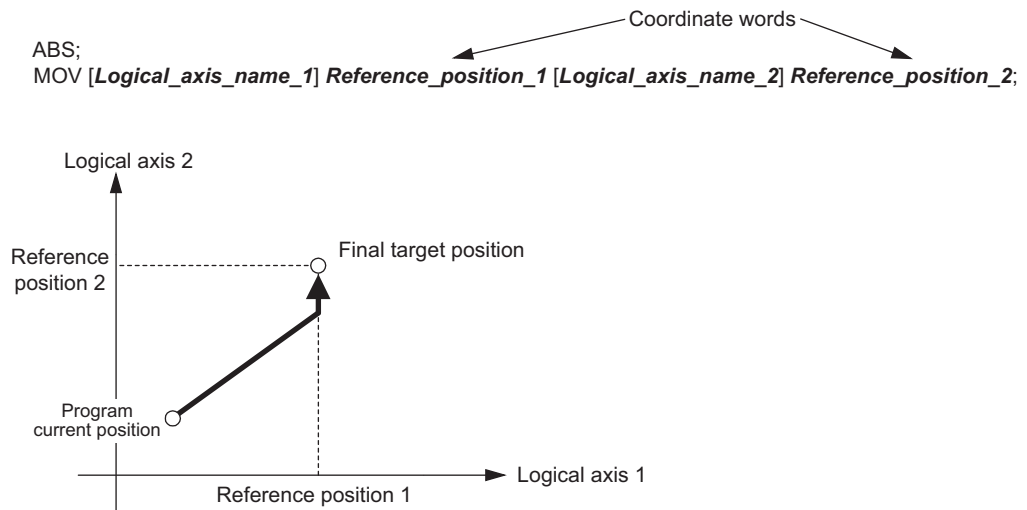 Coordinate words
ABS;
MOV [Logical_axis_name_1] Reference_position_1 [Logical_axis_name_2] Reference_position_2;
Logical axis 2
Reference
position 2
Final target position
Program
current position
Logical axis 1
Reference position 1